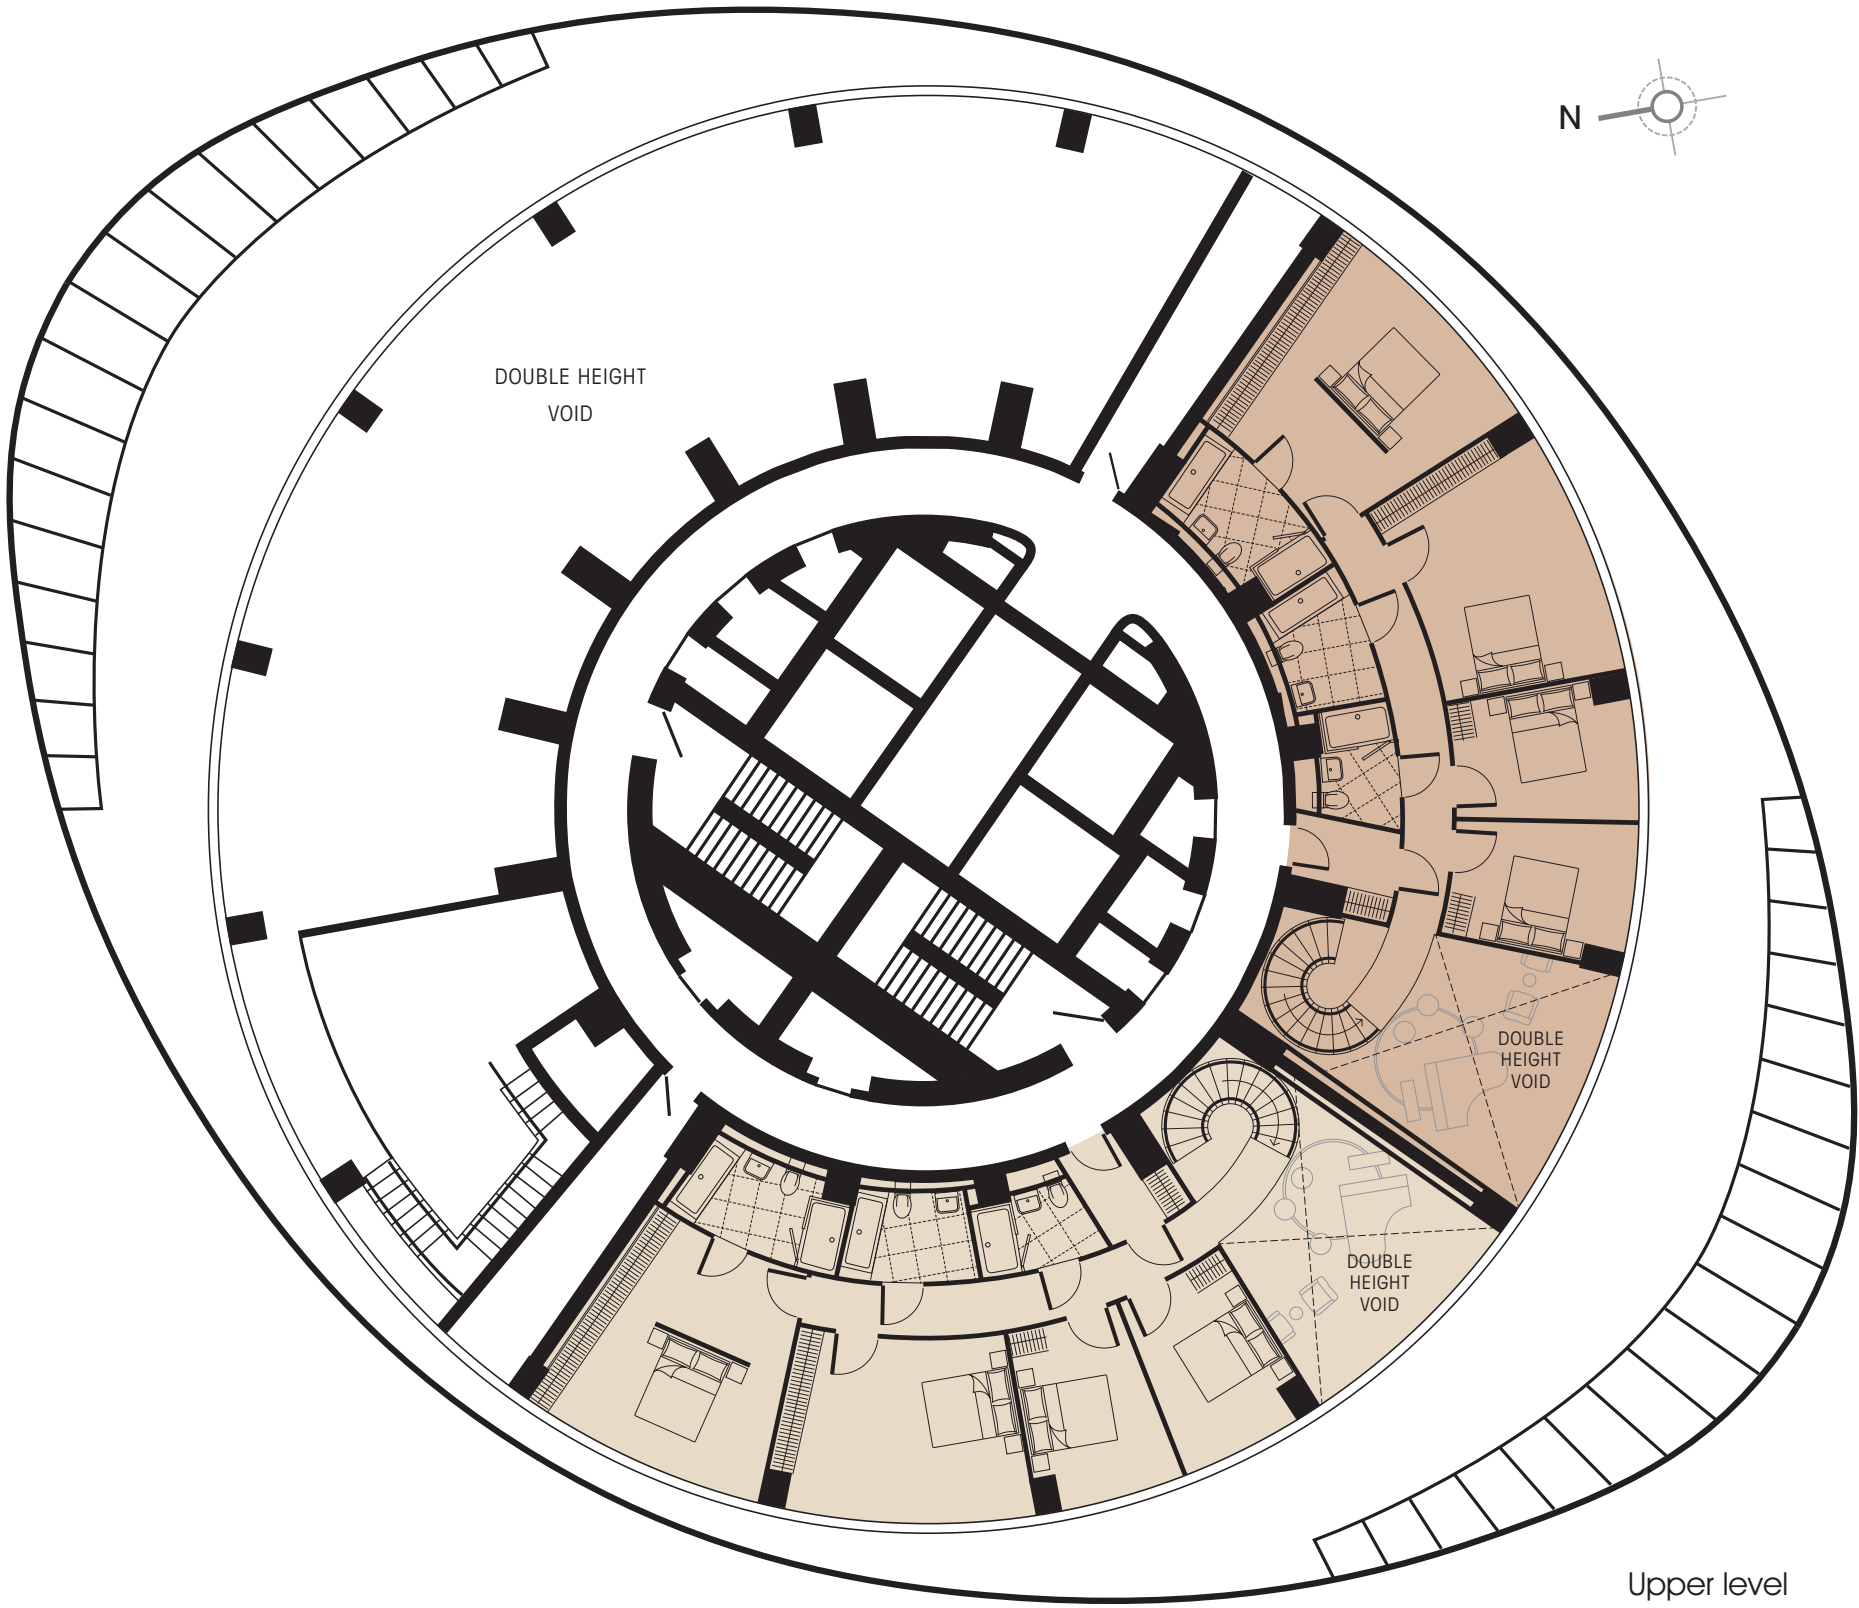 N
DOUBLE HEIGHT
VOID
DOUBLE
HEIGHT
VOID
DOUBLE
HEIGHT
VOID
Upper level